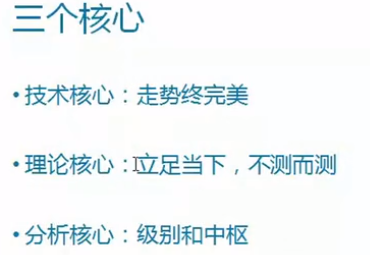 三个核心
• 技术核心：走势终完美
• 理论核心：立足当下，不测而测
• 分析核心：级别和中枢